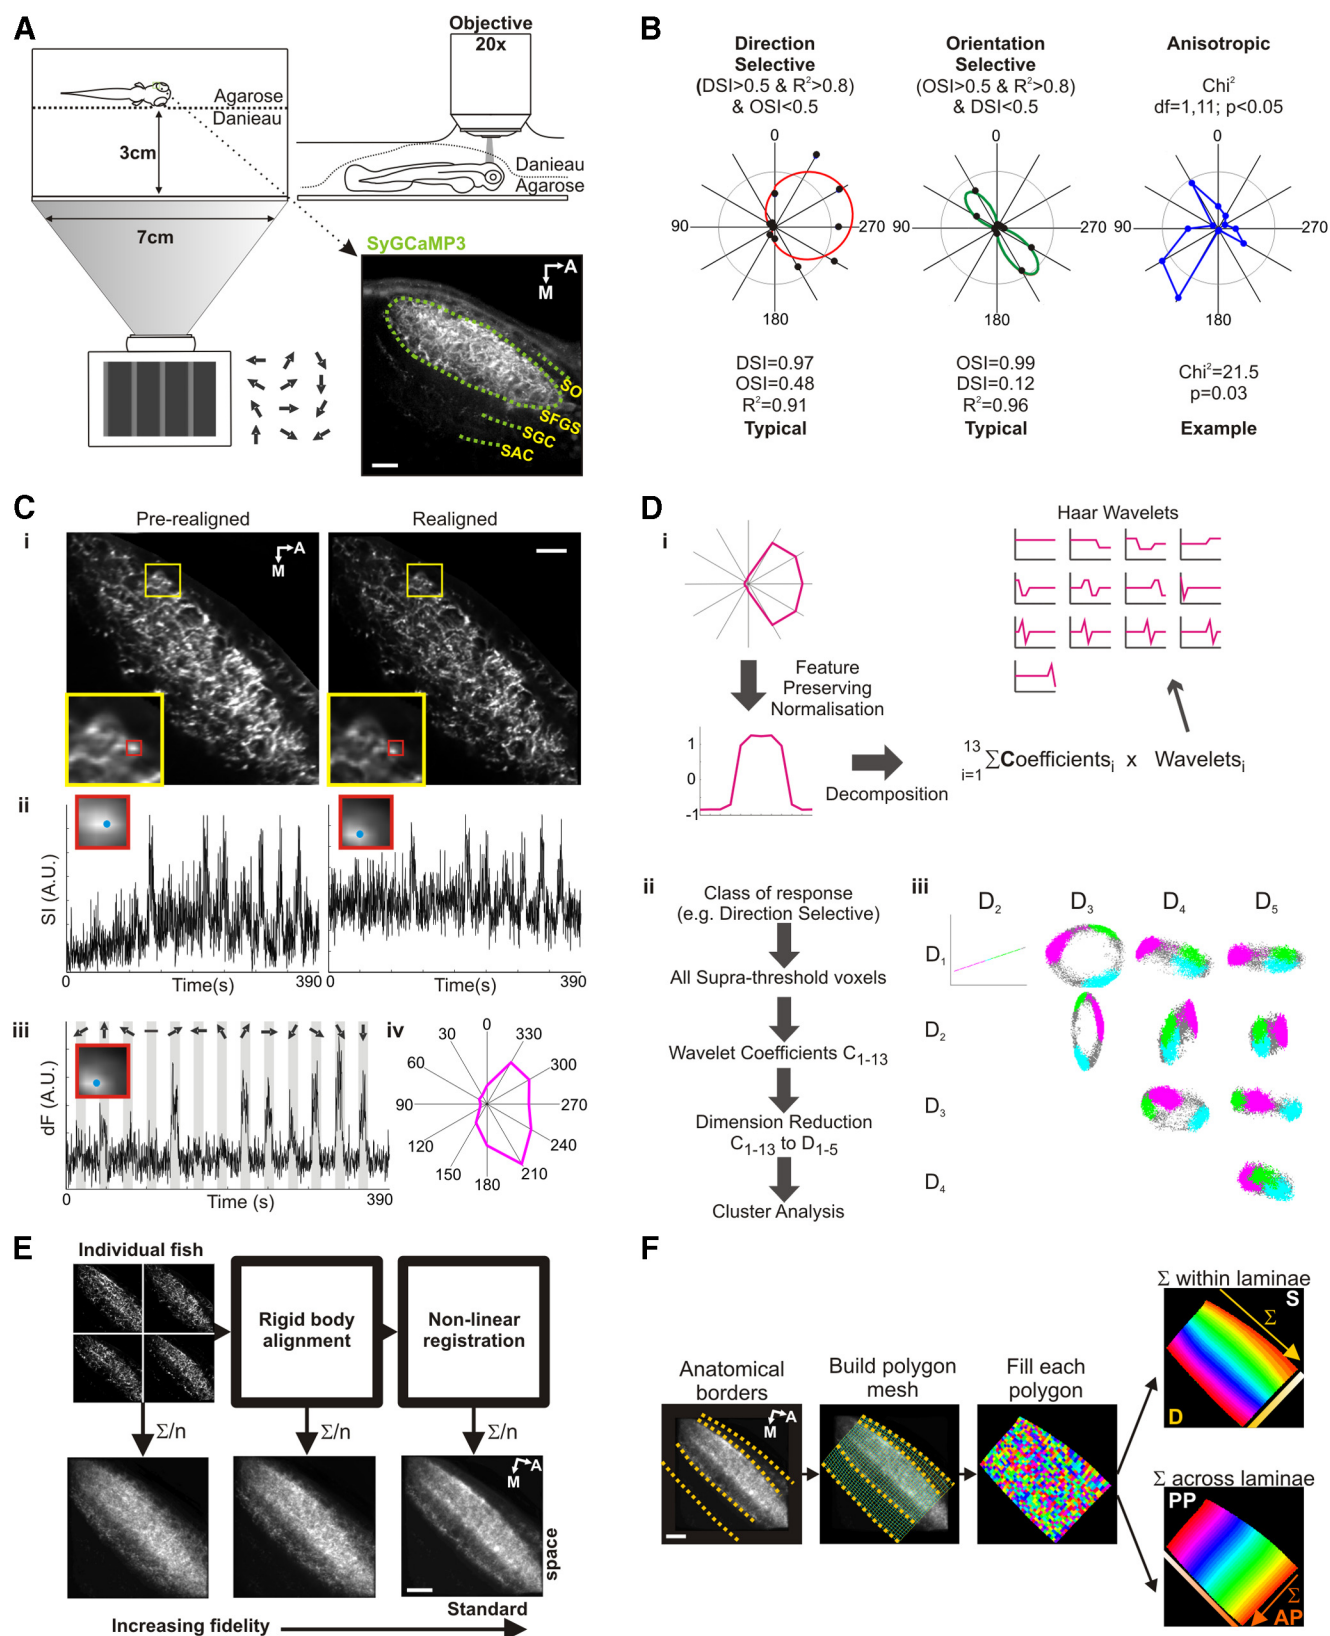 A
Objective
20x
Agarose
Danieau
3cm
Danieau
Agarose
7cm
SyGCaMP3
A
M
SO
SFGS
SGC
SAC
B
Direction
Selective
(DSI>0.5 & R²>0.8)
& OSI<0.5
0
90
270
180
DSI=0.97
OSI=0.48
R²=0.91
Typical
Orientation
Selective
(OSI>0.5 & R²>0.8)
& DSI<0.5
0
90
270
180
OSI=0.99
DSI=0.12
R²=0.96
Typical
Anisotropic
Chi²
df=1,11; p<0.05
0
90
270
180
Chi²=21.5
p=0.03
Example
C
Pre-realigned
Realigned
i
A
M
ii
SI (A.U.)
0
Time(s)
390
0
Time(s)
390
iii
dF (A.U.)
0
Time (s)
390
iv
0
30
330
60
300
90
270
120
240
150
210
180
D
i
Haar Wavelets
Feature
Preserving
Normalisation
1
0
-1
Decomposition
13
i=1
ΣCoefficientsᵢ x Waveletsᵢ
ii
Class of response
(e.g. Direction Selective)
All Supra-threshold voxels
Wavelet Coefficients C₁₋₁₃
Dimension Reduction
C₁₋₁₃ to D₁₋₅
Cluster Analysis
iii
D₂ D₃ D₄ D₅
D₁
D₂
D₃
D₄
E
Individual fish
Rigid body
alignment
Non-linear
registration
Σ/n
Σ/n
Σ/n
A
M
space
Standard
Increasing fidelity
F
Anatomical
borders
A
M
Build polygon
mesh
Fill each
polygon
Σ within laminae
S
Σ
D
Σ across laminae
PP
Σ
AP